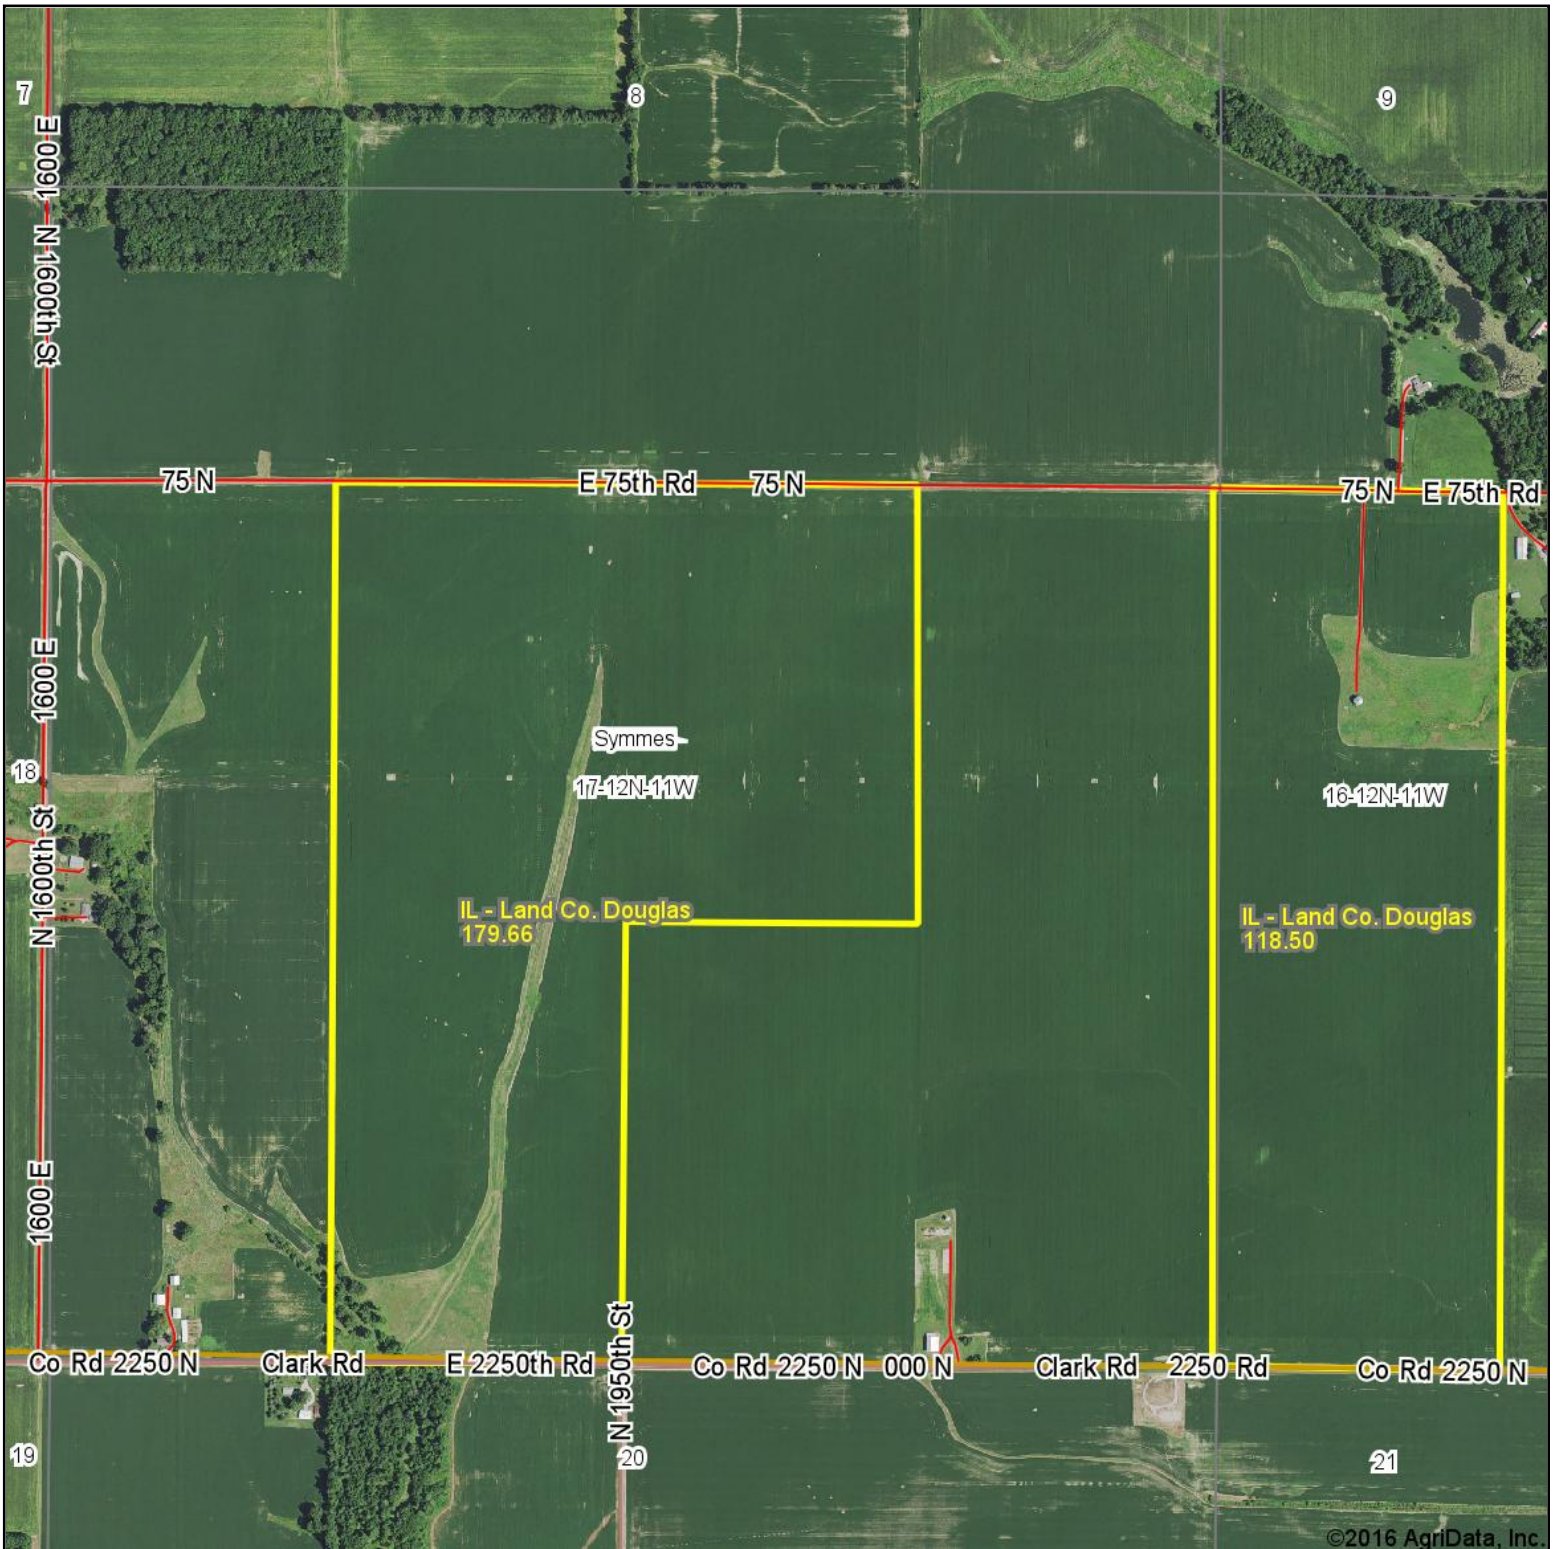 7
8
9
N 1600th St
1600 E
75 N
E 75th Rd
75 N
75 N
E 75th Rd
1600 E
Symmes
18
17-12N-11W
16-12N-11W
N 1600th St
IL - Land Co. Douglas
179.66
IL - Land Co. Douglas
118.50
1600 E
N 1950th St
Co Rd 2250 N
Clark Rd
E 2250th Rd
Co Rd 2250 N
000 N
Clark Rd
2250 Rd
Co Rd 2250 N
19
20
21
©2016 AgriData, Inc.